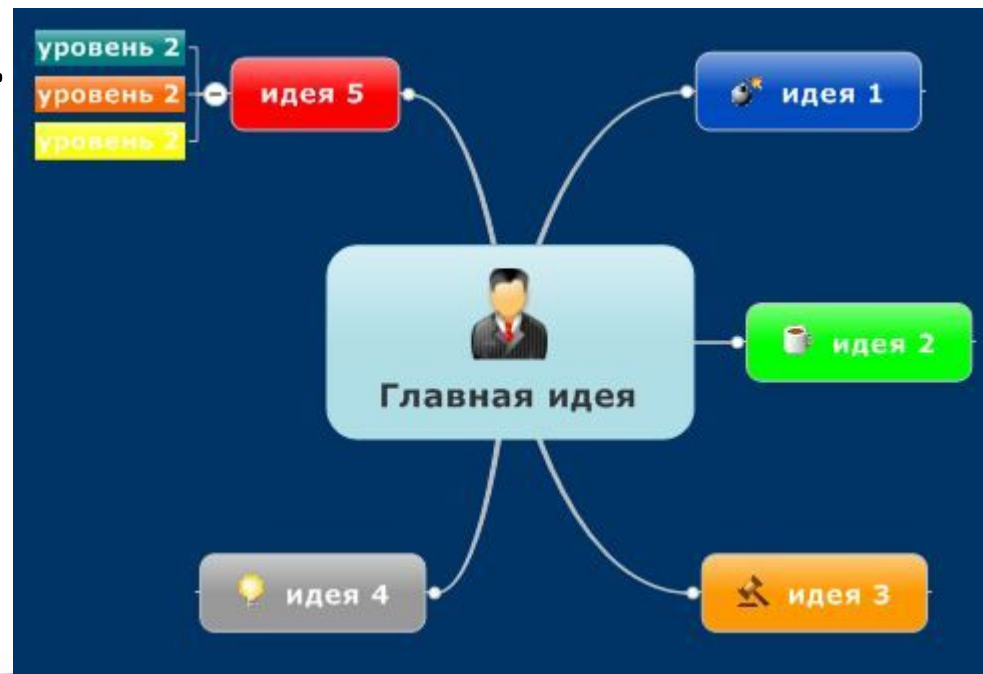 уровень 2
уровень 2
уровень 2
идея 5
идея 1
Главная идея
идея 2
идея 4
идея 3